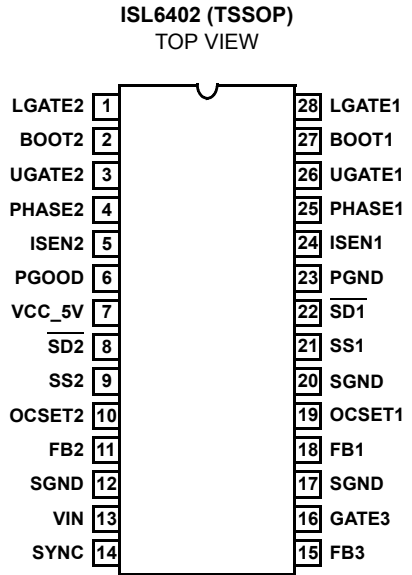 ISL6402 (TSSOP)
TOP VIEW
LGATE2 1 28 LGATE1
BOOT2 2 27 BOOT1
UGATE2 3 26 UGATE1
PHASE2 4 25 PHASE1
ISEN2 5 24 ISEN1
PGOOD 6 23 PGND
VCC_5V 7 22 S̅D̅1̅
S̅D̅2̅ 8 21 SS1
SS2 9 20 SGND
OCSET2 10 19 OCSET1
FB2 11 18 FB1
SGND 12 17 SGND
VIN 13 16 GATE3
SYNC 14 15 FB3